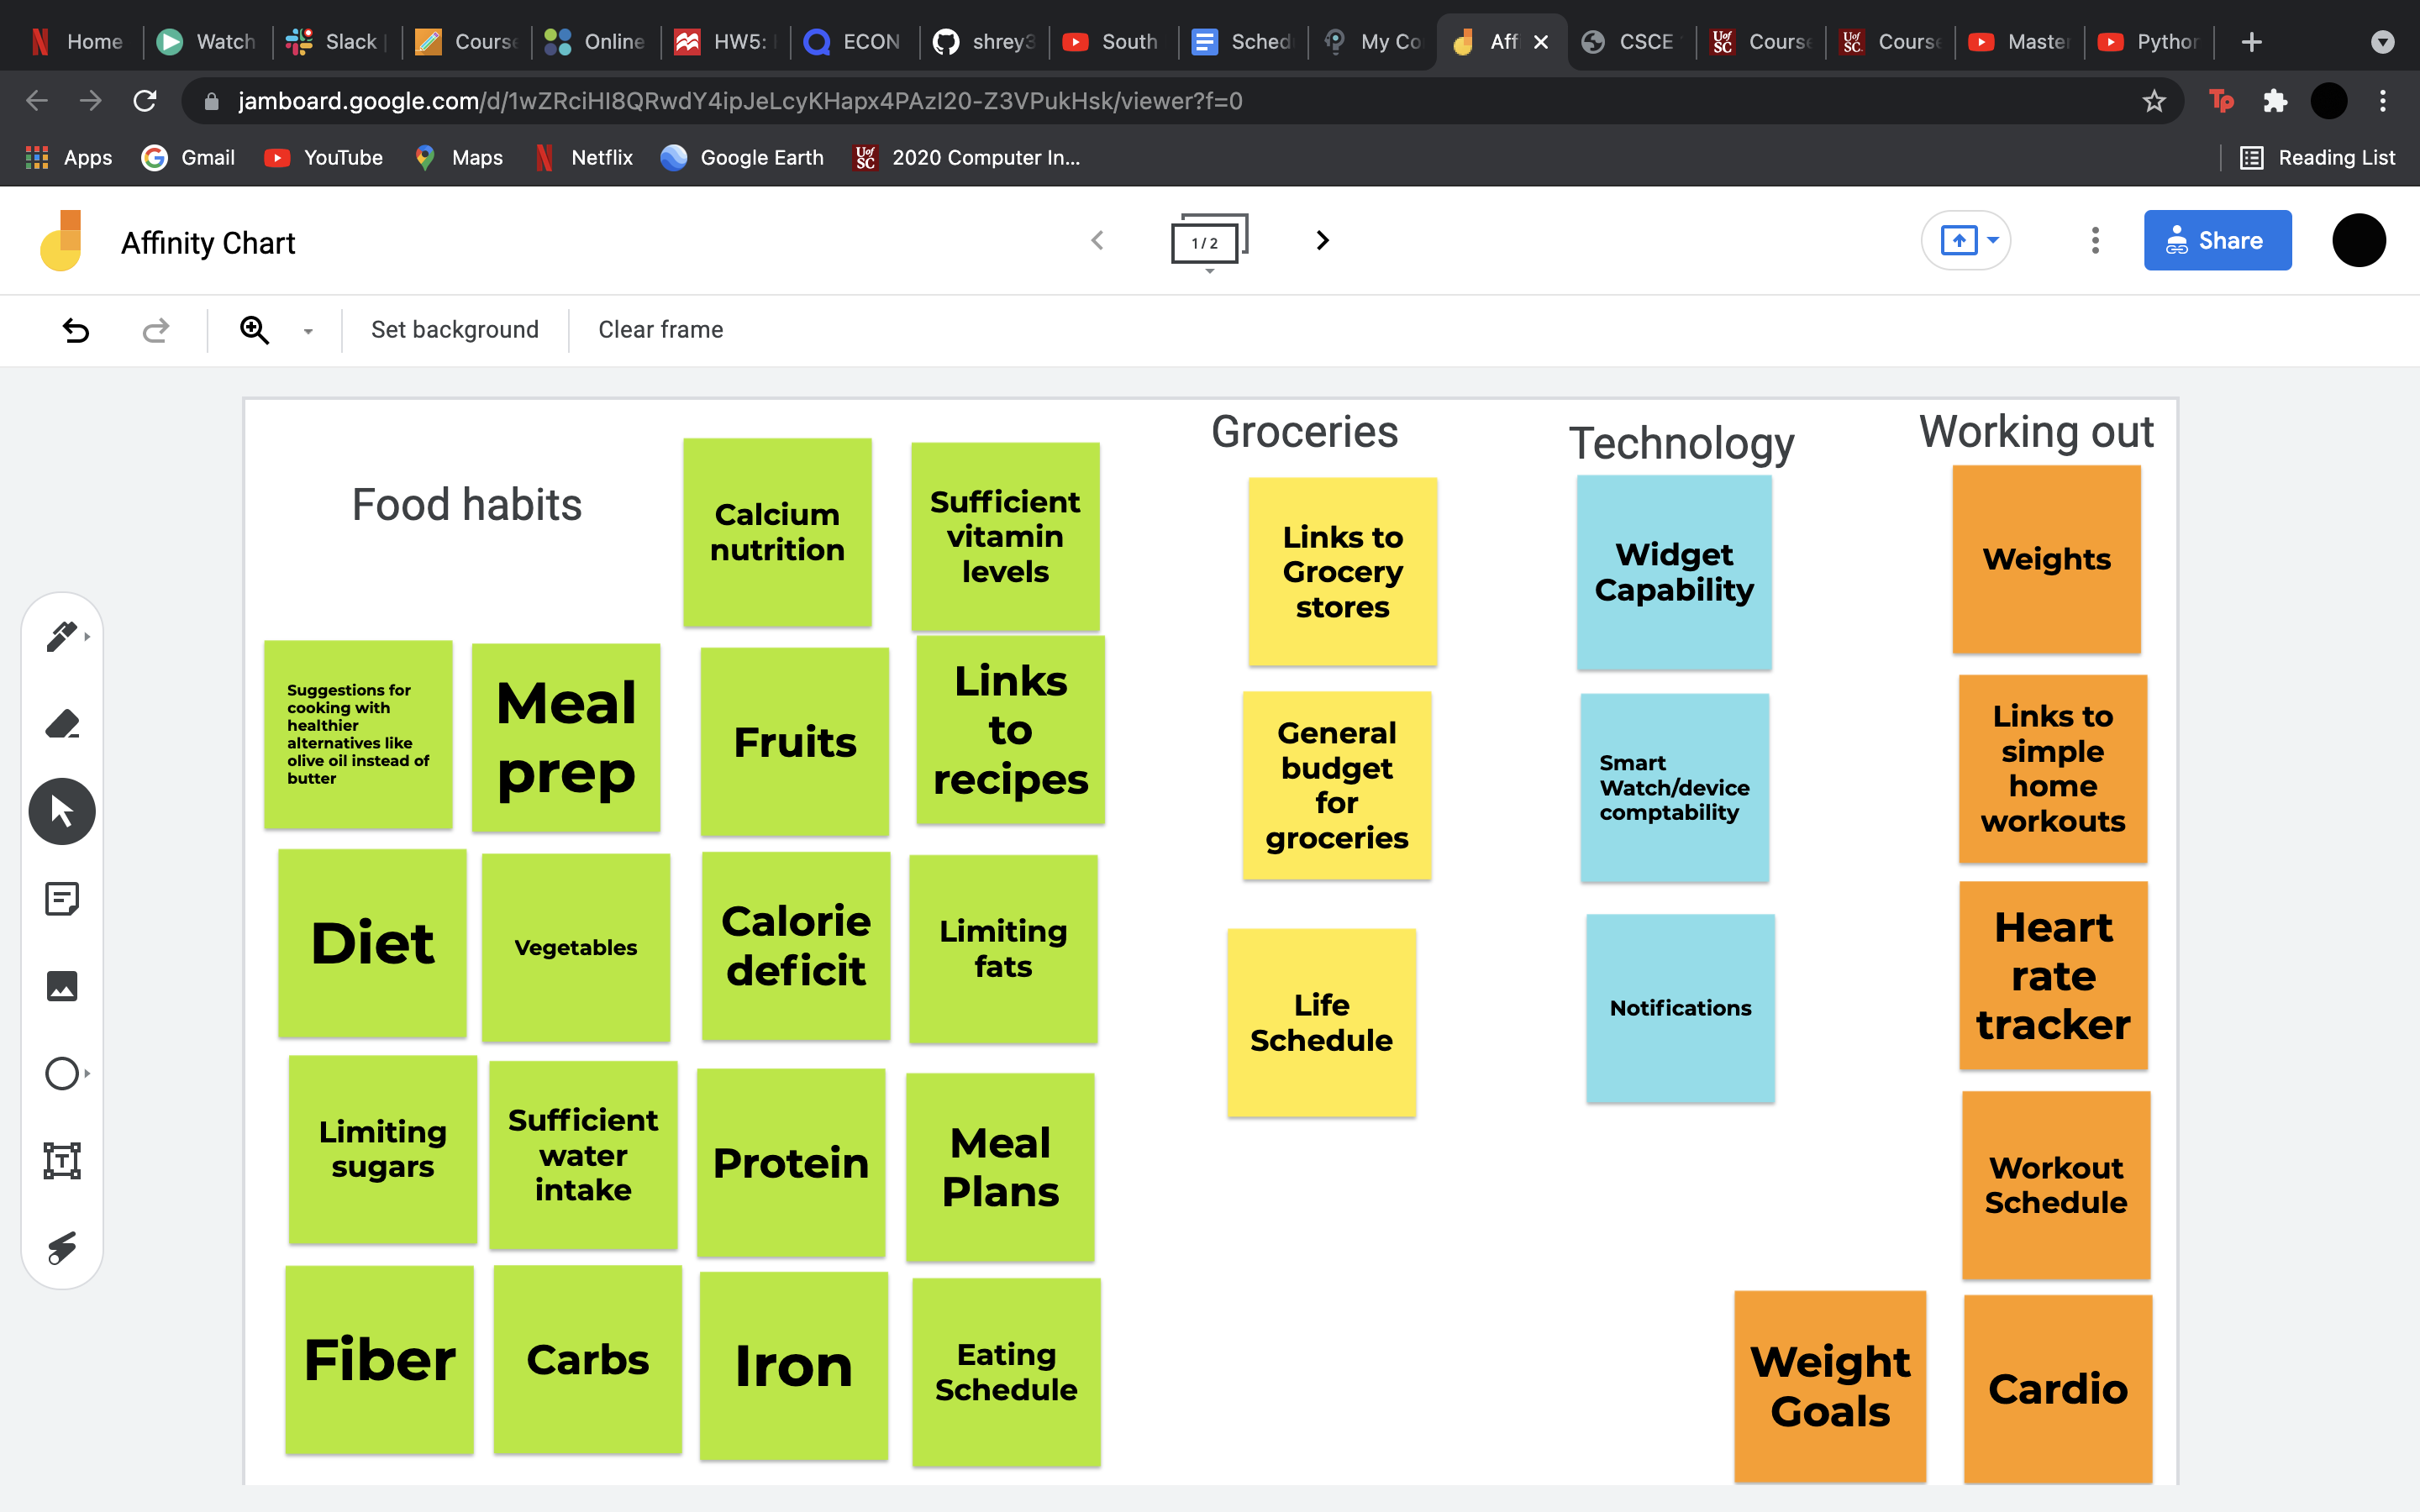 Home
Watch
Slack
Course
Online
HW5:
ECON
shrey3
South
Sched
My Co
Aff
CSCE
Course
Course
Master
Python
jamboard.google.com/d/1wZRciHI8QRwdY4ipJeLcyKHapx4PAzI20-Z3VPukHsk/viewer?f=0
Tp
Apps
Gmail
YouTube
Maps
Netflix
Google Earth
UofSC
2020 Computer In...
Reading List
Affinity Chart
1 / 2
Share
Set background
Clear frame
Food habits
Calcium
nutrition
Sufficient
vitamin
levels
Suggestions for
cooking with
healthier
alternatives like
olive oil instead of
butter
Meal
prep
Fruits
Links
to
recipes
Diet
Vegetables
Calorie
deficit
Limiting
fats
Limiting
sugars
Sufficient
water
intake
Protein
Meal
Plans
Fiber
Carbs
Iron
Eating
Schedule
Groceries
Links to
Grocery
stores
General
budget
for
groceries
Life
Schedule
Technology
Widget
Capability
Smart
Watch/device
comptability
Notifications
Working out
Weights
Links to
simple
home
workouts
Heart
rate
tracker
Workout
Schedule
Weight
Goals
Cardio